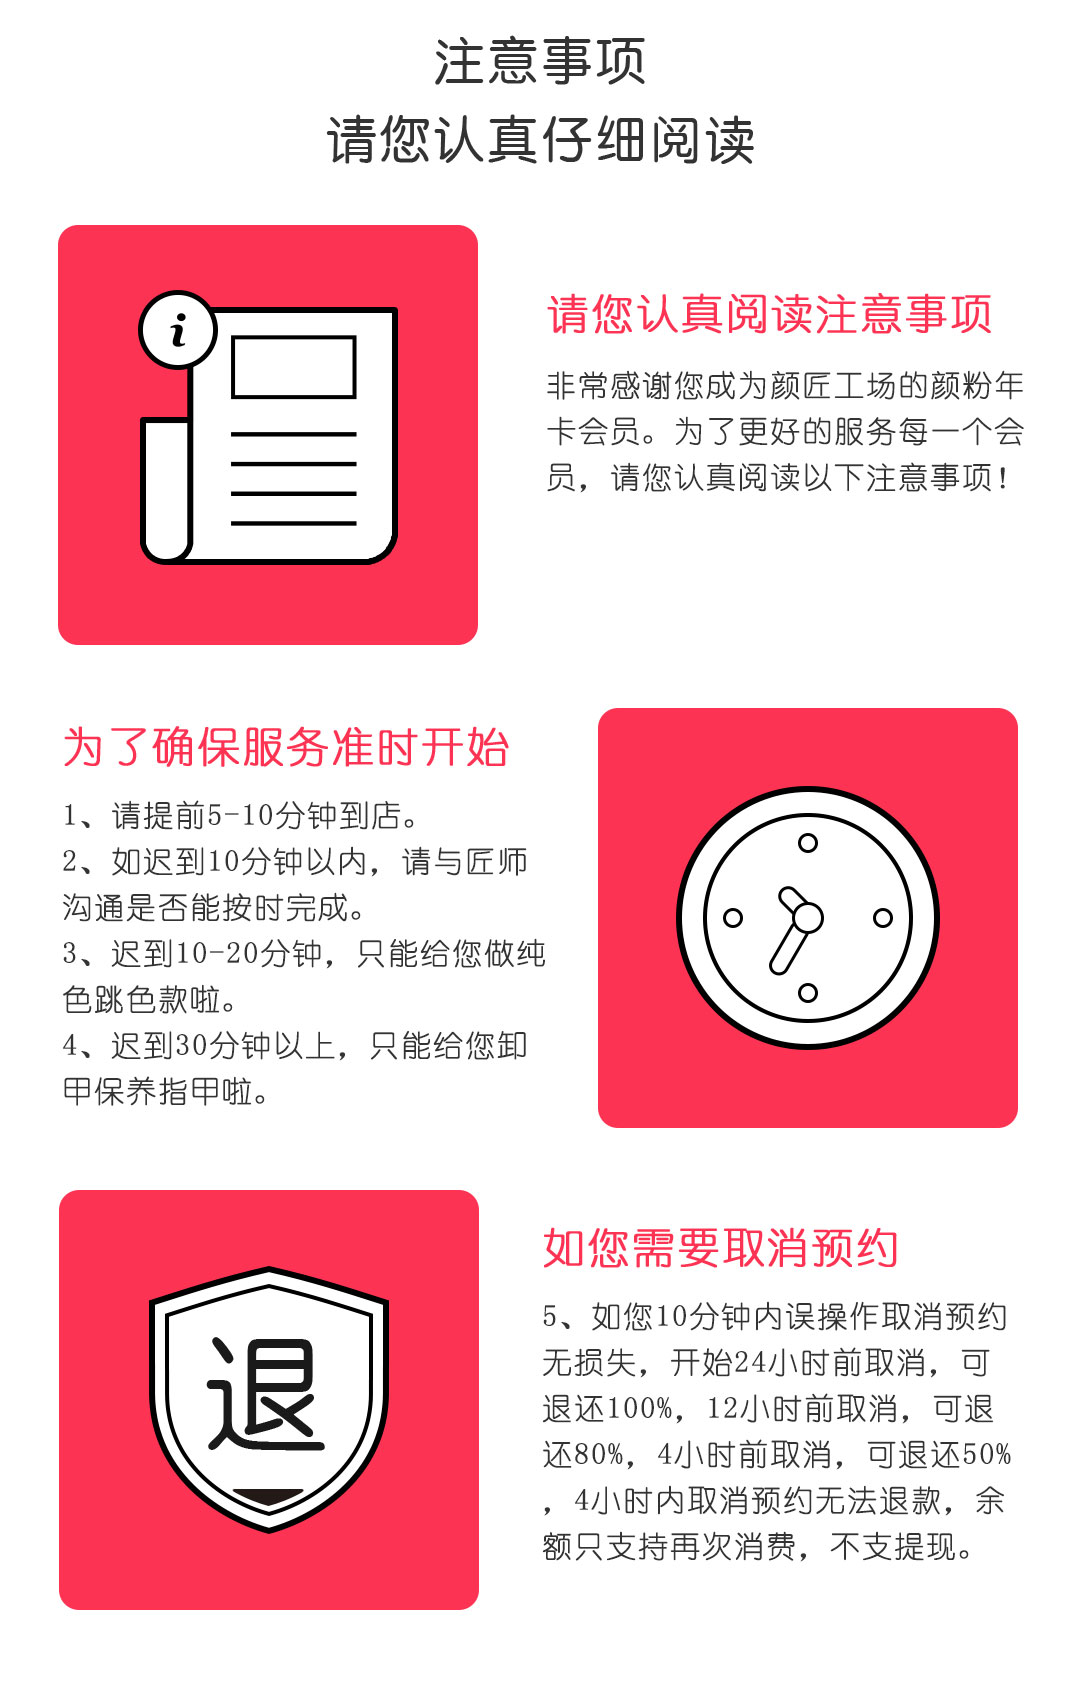 注意事项
请您认真仔细阅读
i
请您认真阅读注意事项
非常感谢您成为颜匠工场的颜粉年
卡会员。为了更好的服务每一个会
员，请您认真阅读以下注意事项！
为了确保服务准时开始
1、请提前5-10分钟到店。
2、如迟到10分钟以内，请与匠师
沟通是否能按时完成。
3、迟到10-20分钟，只能给您做纯
色跳色款啦。
4、迟到30分钟以上，只能给您卸
甲保养指甲啦。
退
如您需要取消预约
5、如您10分钟内误操作取消预约
无损失，开始24小时前取消，可
退还100%，12小时前取消，可退
还80%，4小时前取消，可退还50%
，4小时内取消预约无法退款，余
额只支持再次消费，不支提现。